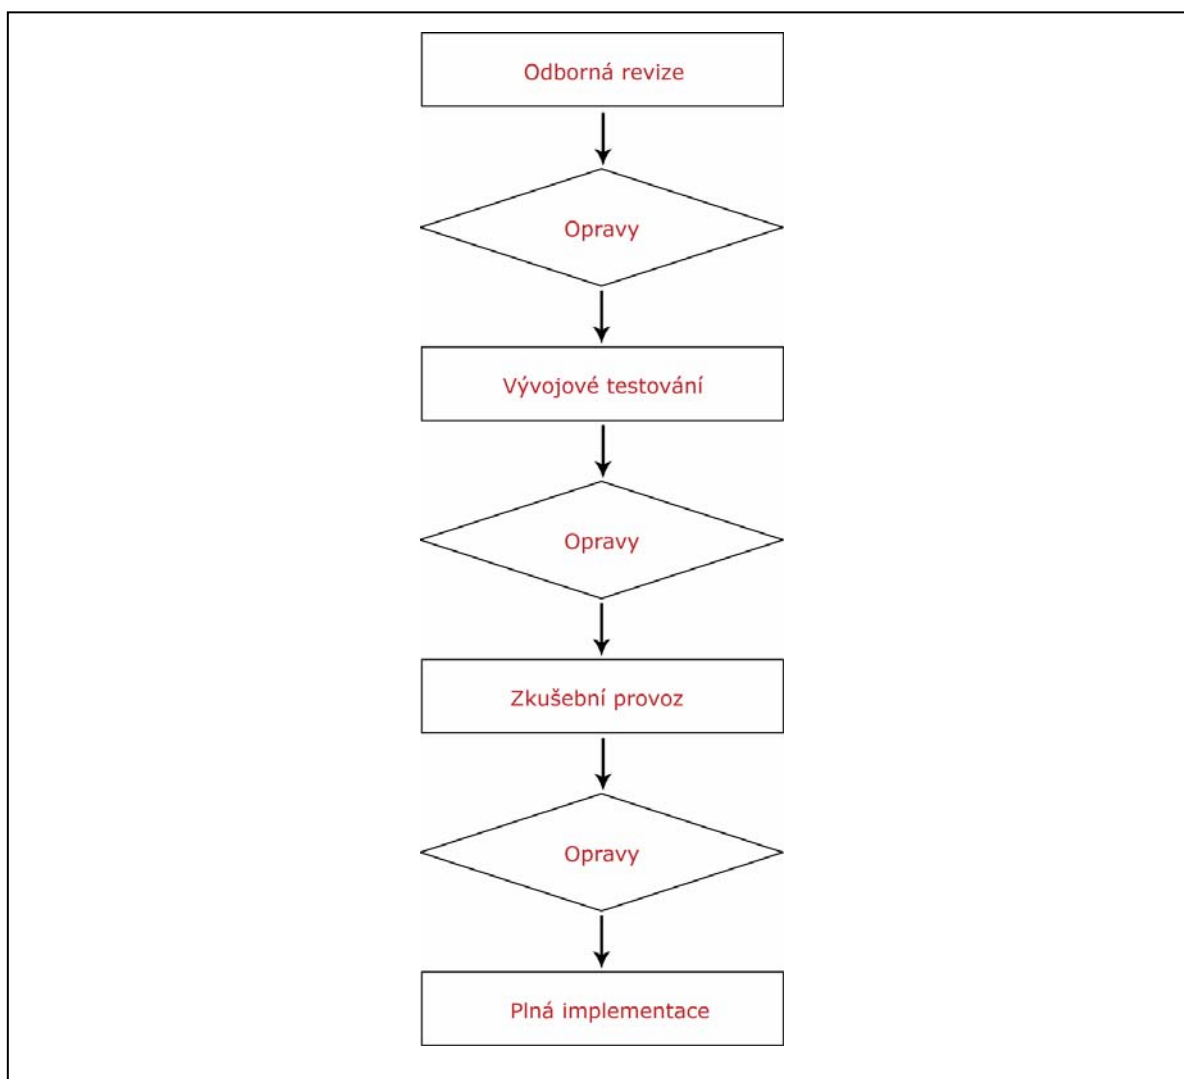 Odborná revize
Opravy
Vývojové testování
Opravy
Zkušební provoz
Opravy
Plná implementace